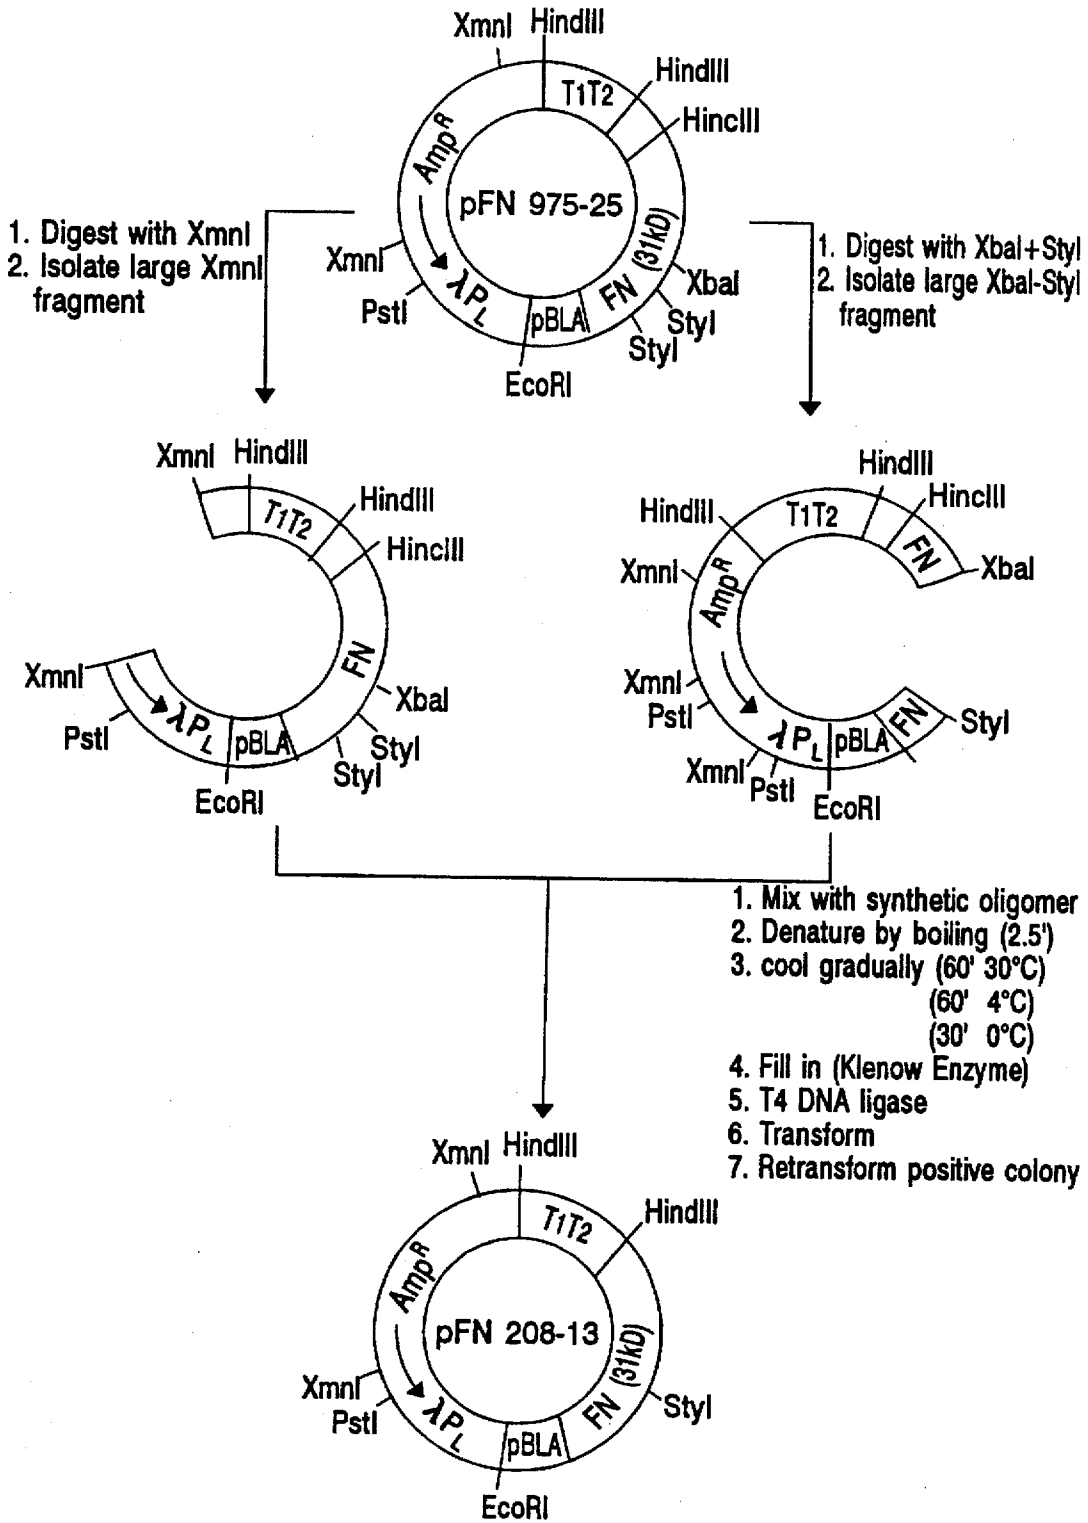 XmnI
HindIII
HindIII
HincIII
T1T2
AmpR
pFN 975-25
FN (31kD)
XmnI
PstI
λPL
pBLA
EcoRI
XbaI
StyI
StyI
1. Digest with XmnI
2. Isolate large XmnI
fragment
1. Digest with XbaI+StyI
2. Isolate large XbaI-StyI
fragment
XmnI
HindIII
T1T2
HindIII
HincIII
FN
XbaI
StyI
StyI
XmnI
PstI
λPL
pBLA
EcoRI
HindIII
HincIII
HindIII
T1T2
FN
XbaI
XmnI
AmpR
XmnI
PstI
λPL
pBLA
FN
StyI
XmnI
PstI
EcoRI
1. Mix with synthetic oligomer
2. Denature by boiling (2.5')
3. cool gradually (60' 30°C)
(60' 4°C)
(30' 0°C)
4. Fill in (Klenow Enzyme)
5. T4 DNA ligase
6. Transform
7. Retransform positive colony
XmnI
HindIII
HindIII
T1T2
AmpR
pFN 208-13
FN (31kD)
XmnI
PstI
λPL
pBLA
StyI
EcoRI